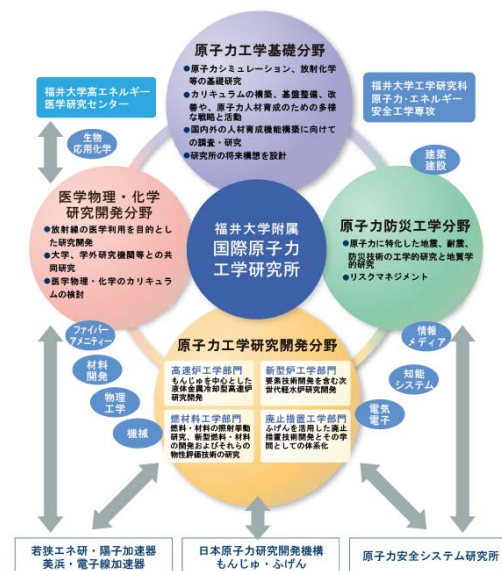 原子力工学基礎分野
●原子力シミュレーション、放射化学
等の基礎研究
●カリキュラムの構築、基盤整備、改
善や、原子力人材育成のための多様
な戦略と活動
●国内外の人材育成機能構築に向けて
の調査・研究
●研究所の将来構想を設計
福井大学高エネルギー
医学研究センター
福井大学工学研究科
原子力・エネルギー
安全工学専攻
生物
応用化学
建築
建設
医学物理・化学
研究開発分野
●放射線の医学利用を目的とし
た研究開発
●大学、学外研究機関等との共
同研究
●医学物理・化学のカリキュラ
ムの検討
福井大学附属
国際原子力
工学研究所
原子力防災工学分野
●原子力に特化した地震、耐震、
防災技術の工学的研究と地質学
的研究
●リスクマネジメント
ファイバー
アメニティー
材料
開発
物理
工学
機械
情報
メディア
知能
システム
電気
電子
原子力工学研究開発分野
高速炉工学部門
もんじゅを中心とした
液体金属冷却型高速炉
研究開発
新型炉工学部門
要素技術開発を含む次
世代軽水炉研究開発
燃材料工学部門
燃料・材料の照射挙動
研究、新型燃料・材料
の開発およびそれらの
物性評価技術の研究
廃止措置工学部門
ふげんを活用した廃止
措置技術開発とその学
問としての体系化
若狭エネ研・陽子加速器
美浜・電子線加速器
日本原子力研究開発機構
もんじゅ・ふげん
原子力安全システム研究所